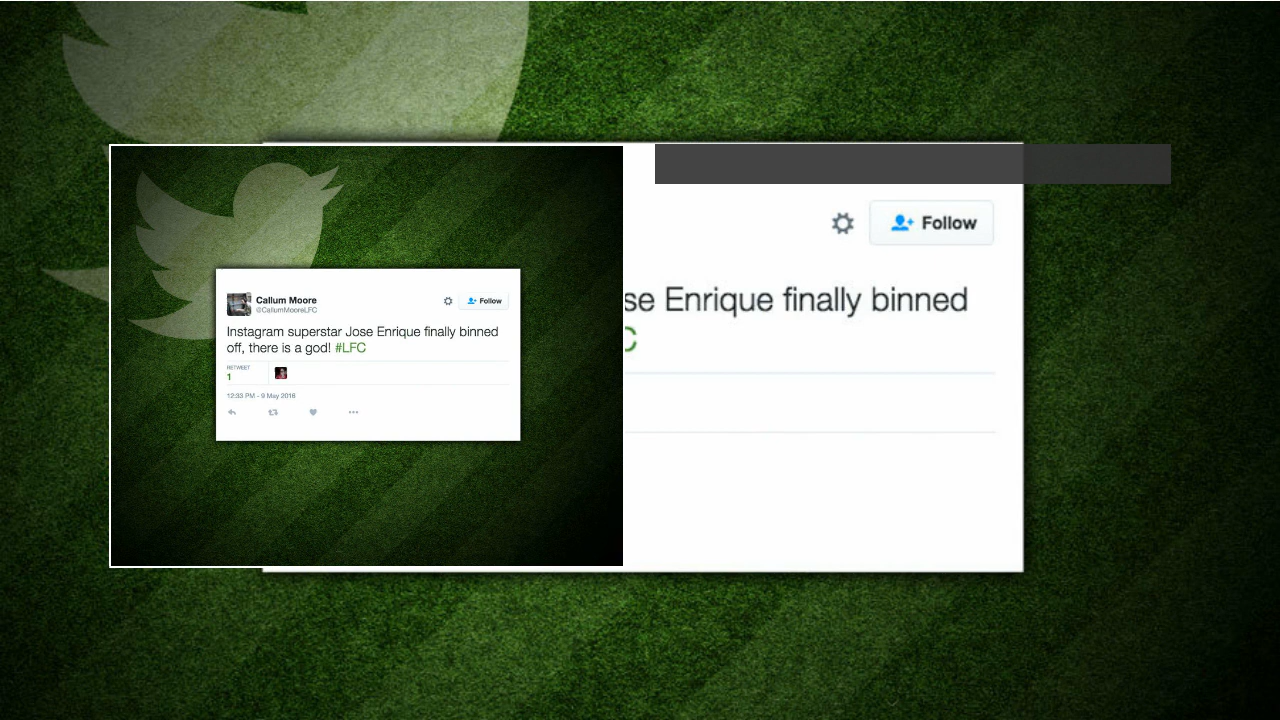 Callum Moore
@CallumMooreLFC
Follow
Instagram superstar Jose Enrique finally binned
off, there is a god! #LFC
RETWEET
1
12:33 PM - 9 May 2016
Follow
se Enrique finally binned